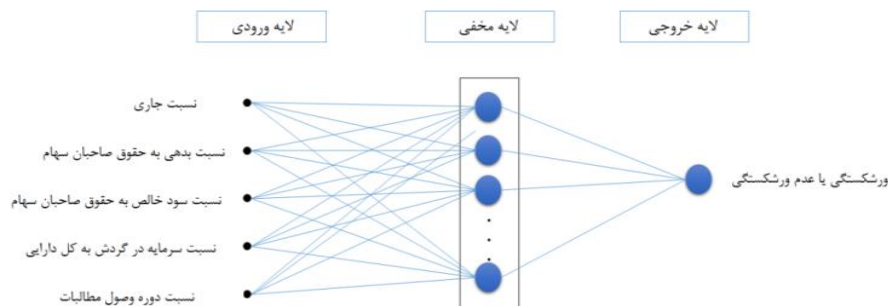 لایه خروجی
لایه مخفی
لایه ورودی
نسبت جاری
نسبت بدهی به حقوق صاحبان سهام
نسبت سود خالص به حقوق صاحبان سهام
نسبت سرمایه در گردش به کل دارایی
نسبت دوره وصول مطالبات
ورشکستگی یا عدم ورشکستگی